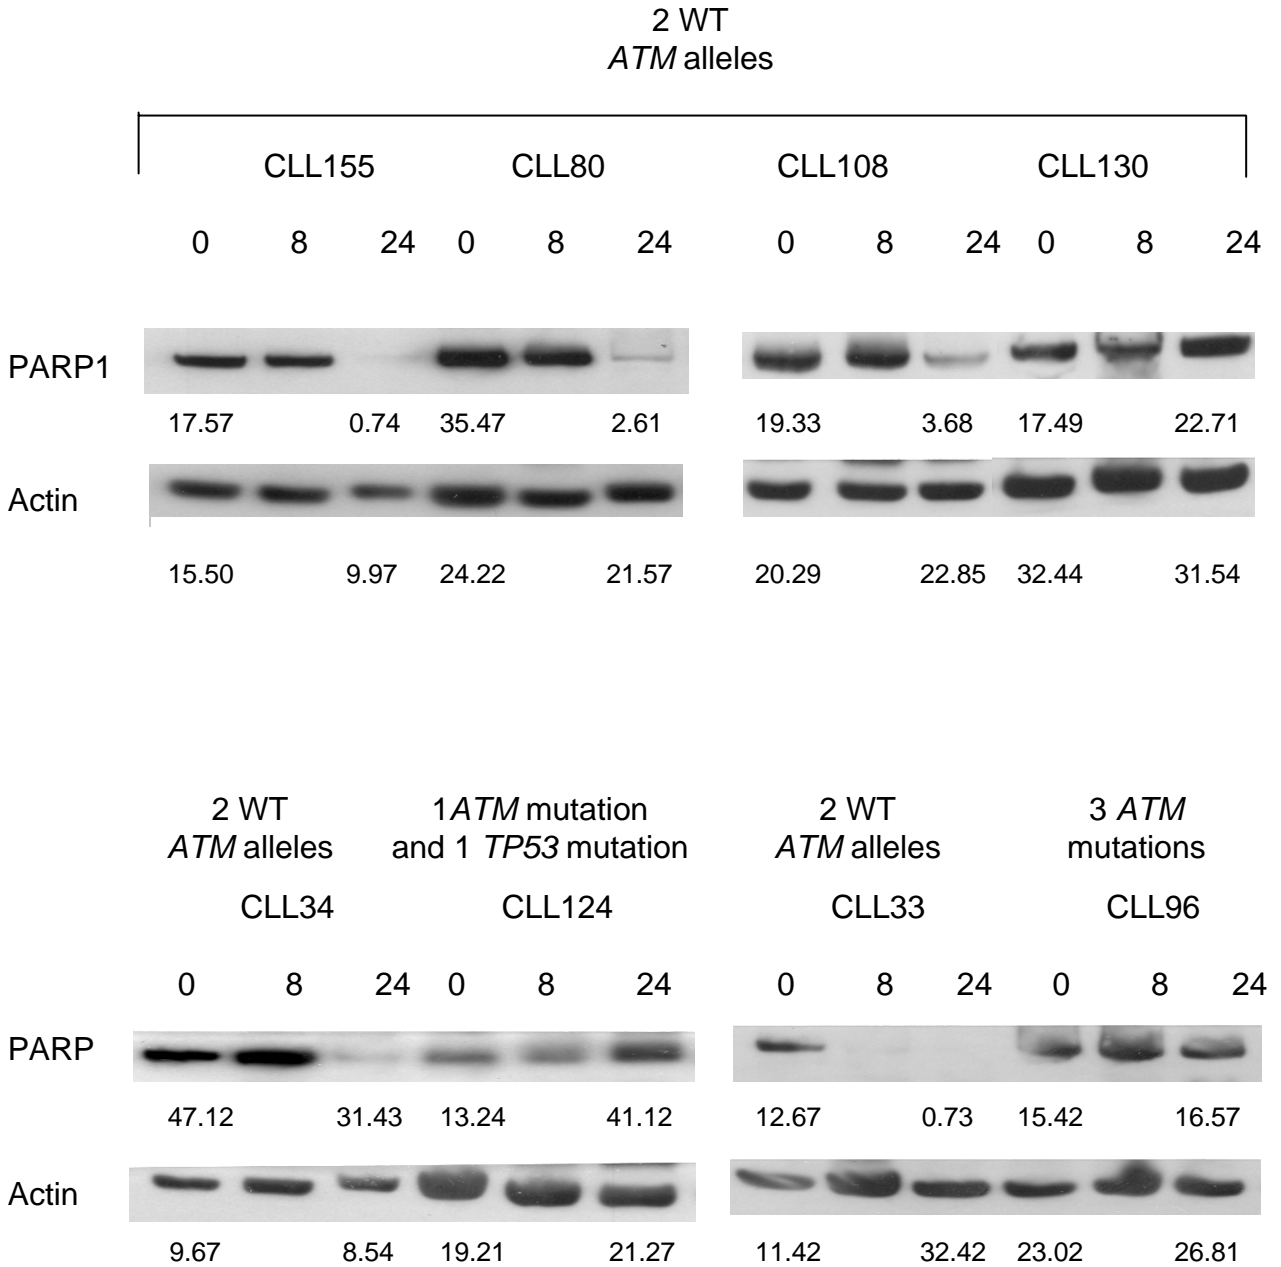 2 WT
ATM alleles
CLL155 CLL80 CLL108 CLL130
0 8 24 0 8 24 0 8 24 0 8 24
PARP1
17.57 0.74 35.47 2.61 19.33 3.68 17.49 22.71
Actin
15.50 9.97 24.22 21.57 20.29 22.85 32.44 31.54
2 WT 1ATM mutation 2 WT 3 ATM
ATM alleles and 1 TP53 mutation ATM alleles mutations
CLL34 CLL124 CLL33 CLL96
0 8 24 0 8 24 0 8 24 0 8 24
PARP
47.12 31.43 13.24 41.12 12.67 0.73 15.42 16.57
Actin
9.67 8.54 19.21 21.27 11.42 32.42 23.02 26.81